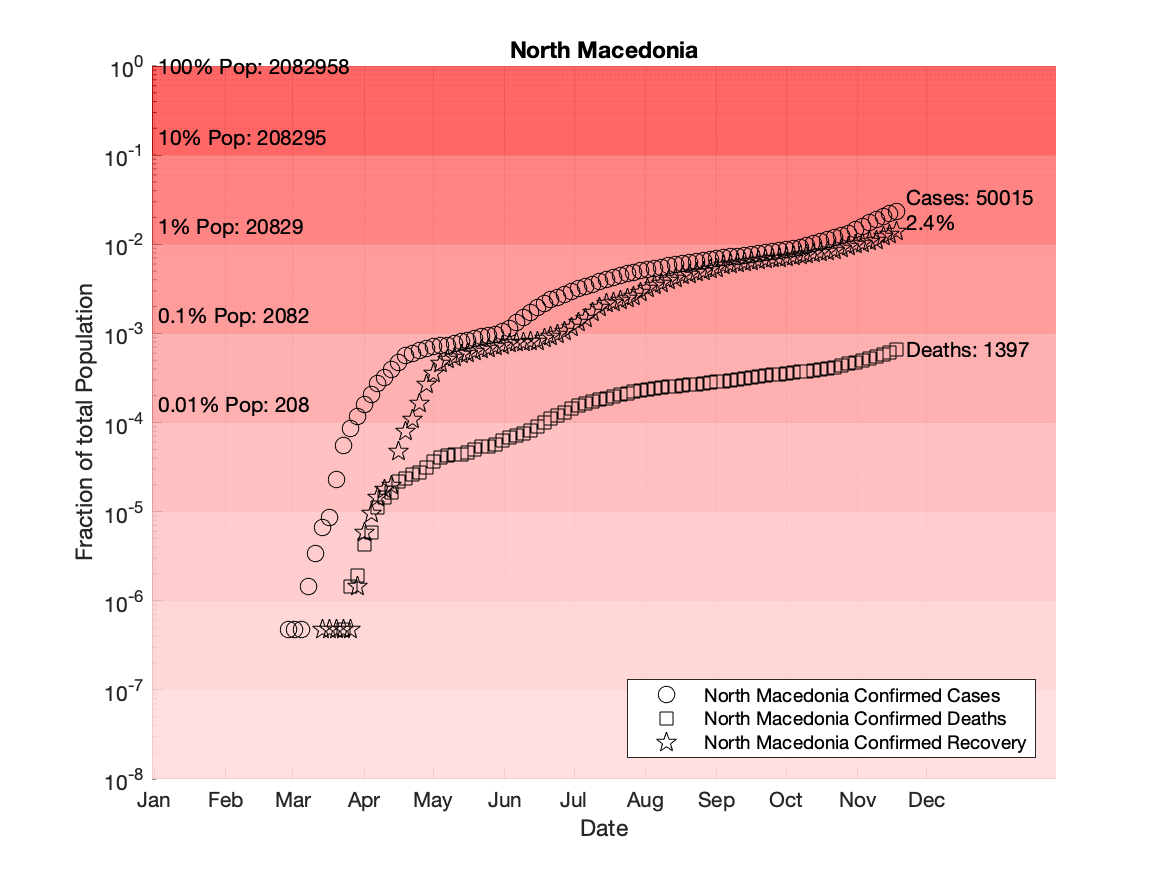 North Macedonia
10^0
100% Pop: 2082958
10% Pop: 208295
10^-1
Cases: 50015
1% Pop: 20829
2.4%
10^-2
0.1% Pop: 2082
10^-3
Deaths: 1397
0.01% Pop: 208
10^-4
Fraction of total Population
10^-5
10^-6
10^-7
North Macedonia Confirmed Cases
North Macedonia Confirmed Deaths
North Macedonia Confirmed Recovery
10^-8
Jan Feb Mar Apr May Jun Jul Aug Sep Oct Nov Dec
Date